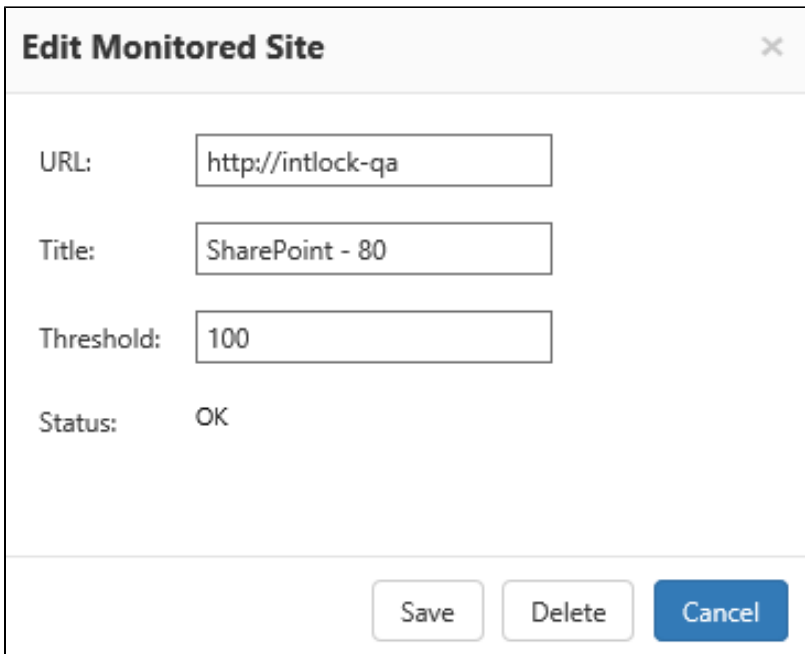 Edit Monitored Site
URL: http://intlock-qa
Title: SharePoint - 80
Threshold: 100
Status: OK
Save Delete Cancel